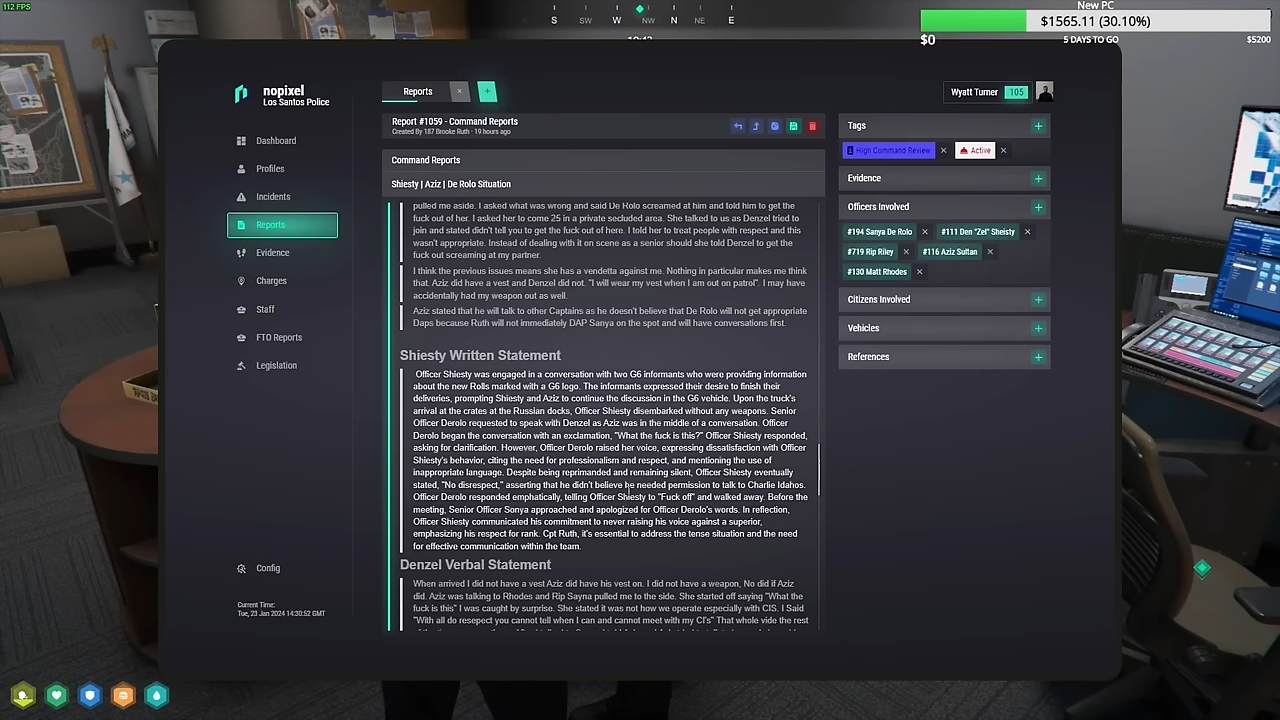 112 FPS
S SW W NW N NE E
New PC
$1565.11 (30.10%)
$0 5 DAYS TO GO $5200
nopixel
Los Santos Police
Dashboard
Profiles
Incidents
Reports
Evidence
Charges
Staff
FTO Reports
Legislation
Config
Current Time:
Tue, 23 Jan 2024 14:30:52 GMT
Reports × +
Wyatt Turner 105
Report #1059 - Command Reports
Created By 187 Brooke Ruth · 19 hours ago
Command Reports
Shiesty | Aziz | De Rolo Situation
pulled me aside. I asked what was wrong and said De Rolo screamed at him and told him to get the
fuck out of her. I asked her to come 25 in a private secluded area. She talked to us as Denzel tried to
join and stated didn't tell you to get the fuck out of here. I told her to treat people with respect and this
wasn't appropriate. Instead of dealing with it on scene as a senior should she told Denzel to get the
fuck out screaming at my partner.
I think the previous issues means she has a vendetta against me. Nothing in particular makes me think
that. Aziz did have a vest and Denzel did not. "I will wear my vest when I am out on patrol". I may have
accidentally had my weapon out as well.
Aziz stated that he will talk to other Captains as he doesn't believe that De Rolo will not get appropriate
Daps because Ruth will not immediately DAP Sanya on the spot and will have conversations first.
Shiesty Written Statement
Officer Shiesty was engaged in a conversation with two G6 informants who were providing information
about the new Rolls marked with a G6 logo. The informants expressed their desire to finish their
deliveries, prompting Shiesty and Aziz to continue the discussion in the G6 vehicle. Upon the truck's
arrival at the crates at the Russian docks, Officer Shiesty disembarked without any weapons. Senior
Officer Derolo requested to speak with Denzel as Aziz was in the middle of a conversation. Officer
Derolo began the conversation with an exclamation, "What the fuck is this?" Officer Shiesty responded,
asking for clarification. However, Officer Derolo raised her voice, expressing dissatisfaction with Officer
Shiesty's behavior, citing the need for professionalism and respect, and mentioning the use of
inappropriate language. Despite being reprimanded and remaining silent, Officer Shiesty eventually
stated, "No disrespect," asserting that he didn't believe he needed permission to talk to Charlie Idahos.
Officer Derolo responded emphatically, telling Officer Shiesty to "Fuck off" and walked away. Before the
meeting, Senior Officer Sonya approached and apologized for Officer Derolo's words. In reflection,
Officer Shiesty communicated his commitment to never raising his voice against a superior,
emphasizing his respect for rank. Cpt Ruth, it's essential to address the tense situation and the need
for effective communication within the team.
Denzel Verbal Statement
When arrived I did not have a vest Aziz did have his vest on. I did not have a weapon, No did if Aziz
did. Aziz was talking to Rhodes and Rip Sayna pulled me to the side. She started off saying "What the
fuck is this" I was caught by surprise. She stated it was not how we operate especially with CIS. I Said
"With all do resepct you cannot tell when I can and cannot meet with my CI's" That whole vide the rest
Tags +
High Command Review × Active ×
Evidence +
Officers Involved +
#194 Sanya De Rolo × #111 Den "Zel" Sheisty ×
#719 Rip Riley × #116 Aziz Sultan ×
#130 Matt Rhodes ×
Citizens Involved +
Vehicles +
References +